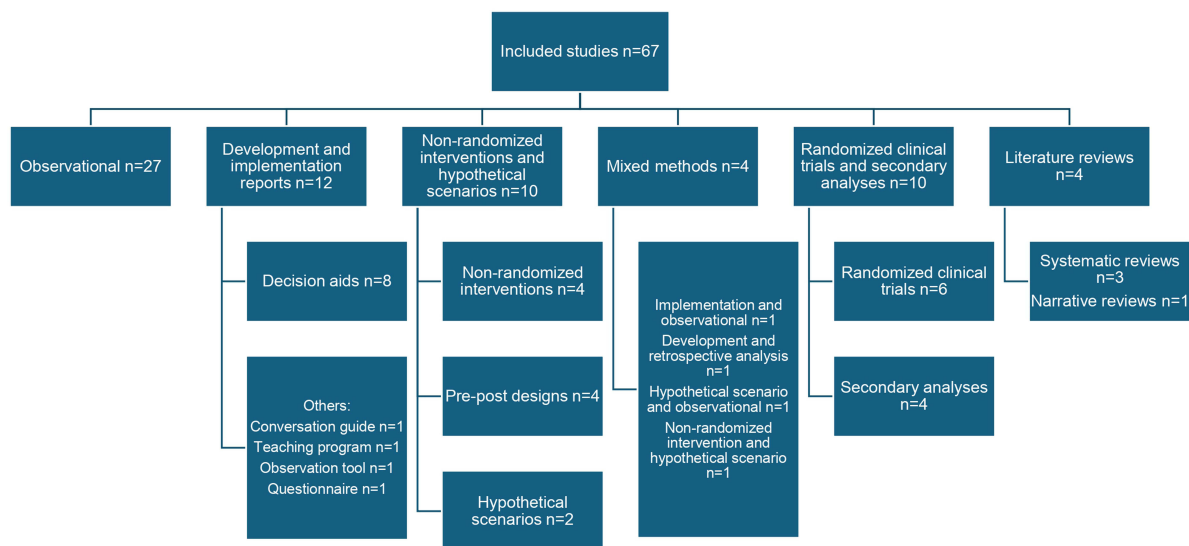 Included studies n=67
Observational n=27
Development and
implementation
reports n=12
Non-randomized
interventions and
hypothetical
scenarios n=10
Mixed methods n=4
Randomized clinical
trials and secondary
analyses n=10
Literature reviews
n=4
Decision aids n=8
Non-randomized
interventions n=4
Implementation and
observational n=1
Development and
retrospective analysis
n=1
Hypothetical scenario
and observational n=1
Non-randomized
intervention and
hypothetical scenario
n=1
Randomized clinical
trials n=6
Systematic reviews
n=3
Narrative reviews n=1
Others:
Conversation guide n=1
Teaching program n=1
Observation tool n=1
Questionnaire n=1
Pre-post designs n=4
Secondary analyses
n=4
Hypothetical
scenarios n=2